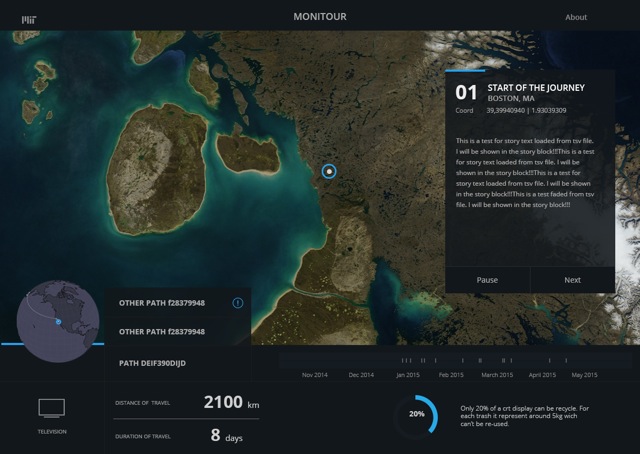 MiT
MONITOUR
About
01
START OF THE JOURNEY
BOSTON, MA
Coord 39,39940940 | 1.93039309
This is a test for story text loaded from tsv file.
I will be shown in the story block!!!This is a test
for story text loaded from tsv file. I will be
shown in the story block!!!This is a test for
story text loaded from tsv file. I will be shown
in the story block!!!This is a test faded from tsv
file. I will be shown in the story block!!!
Pause
Next
OTHER PATH f28379948
OTHER PATH f28379948
PATH DEIF390DIJD
Nov 2014 Dec 2014 Jan 2015 Feb 2015 March 2015 April 2015 May 2015
TELEVISION
DISTANCE OF TRAVEL 2100 km
DURATION OF TRAVEL 8 days
20%
Only 20% of a crt display can be recycle. For
each trash it represent around 5kg wich
can't be re-used.